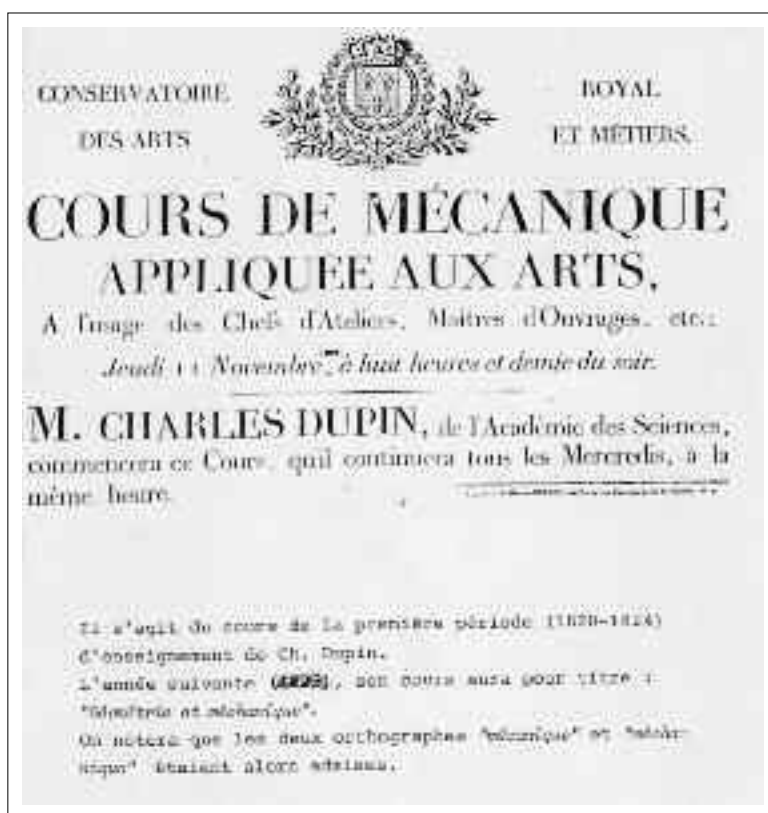 CONSERVATOIRE ROYAL
DES ARTS ET MÉTIERS,
COURS DE MÉCANIQUE
APPLIQUÉE AUX ARTS,
A l'usage des Chefs d'Ateliers, Maîtres d'Ouvrages, etc.;
Jeudi 11 Novembre, à huit heures et demie du soir.
M. CHARLES DUPIN, de l'Académie des Sciences,
commencera ce Cours, qu'il continuera tous les Mercredis, à la
même heure.
Il s'agit du cours de la première période (1820-1824)
d'enseignement de Ch. Dupin.
L'année suivante, son cours aura pour titre :
"Géométrie et méchanique".
On notera que les deux orthographes "mécanique" et "mécha-
nique" étaient alors admises.